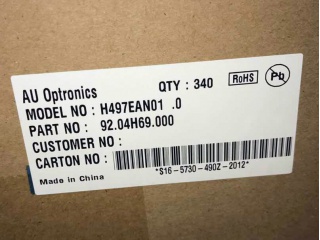 AU Optronics QTY : 340 RoHS Pb
MODEL NO : H497EAN01 .0
PART NO : 92.04H69.000
CUSTOMER NO :
CARTON NO :
*S16-5730-490Z-2012*
Made in China